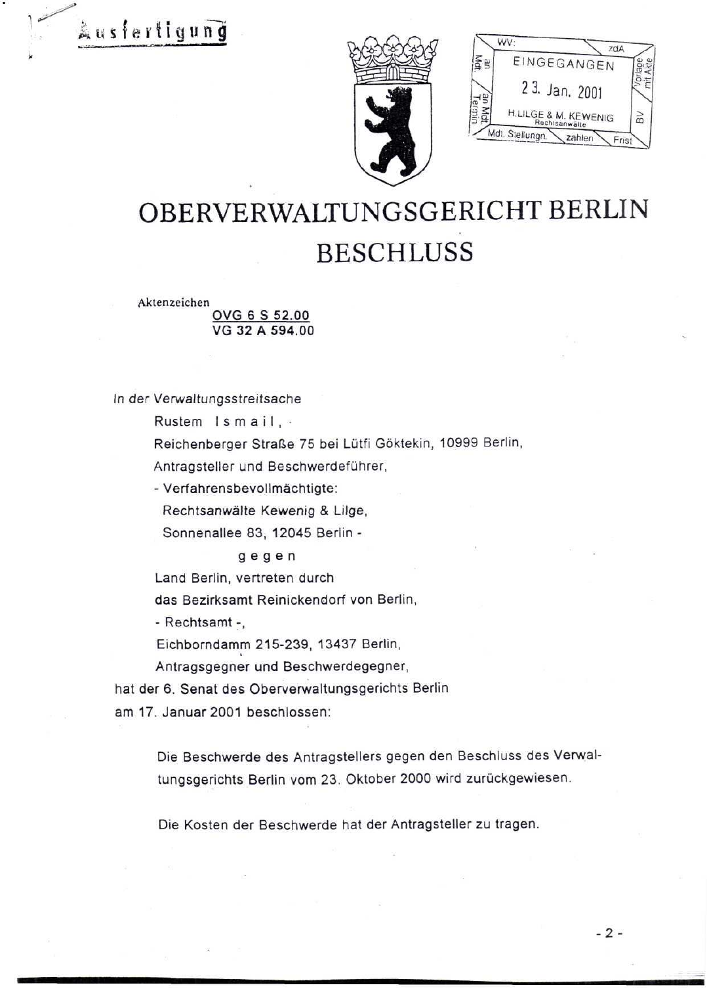 Ausfertigung
WV:
zdA
an Mdt.
EINGEGANGEN
Vorlage mit Akte
23. Jan. 2001
an Mdt. Termin
H.LILGE & M. KEWENIG
Rechtsanwälte
BV
Mdt. Stellungn.
zahlen
Frist
OBERVERWALTUNGSGERICHT BERLIN
BESCHLUSS
Aktenzeichen
OVG 6 S 52.00
VG 32 A 594.00
In der Verwaltungsstreitsache
Rustem I s m a i l ,
Reichenberger Straße 75 bei Lütfi Göktekin, 10999 Berlin,
Antragsteller und Beschwerdeführer,
- Verfahrensbevollmächtigte:
Rechtsanwälte Kewenig & Lilge,
Sonnenallee 83, 12045 Berlin -
g e g e n
Land Berlin, vertreten durch
das Bezirksamt Reinickendorf von Berlin,
- Rechtsamt -,
Eichborndamm 215-239, 13437 Berlin,
Antragsgegner und Beschwerdegegner,
hat der 6. Senat des Oberverwaltungsgerichts Berlin
am 17. Januar 2001 beschlossen:
Die Beschwerde des Antragstellers gegen den Beschluss des Verwal-
tungsgerichts Berlin vom 23. Oktober 2000 wird zurückgewiesen.
Die Kosten der Beschwerde hat der Antragsteller zu tragen.
- 2 -